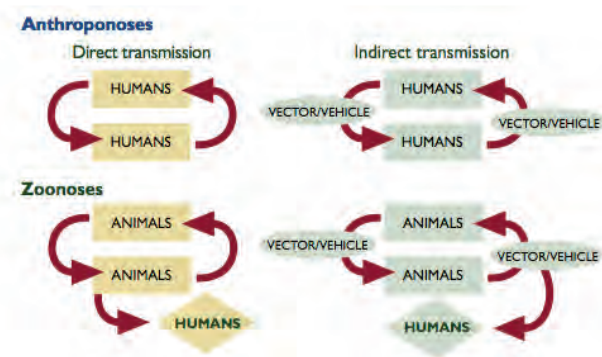 Anthroponoses
Direct transmission
Indirect transmission
HUMANS
HUMANS
VECTOR/VEHICLE
VECTOR/VEHICLE
HUMANS
HUMANS
Zoonoses
ANIMALS
ANIMALS
VECTOR/VEHICLE
VECTOR/VEHICLE
ANIMALS
ANIMALS
HUMANS
HUMANS